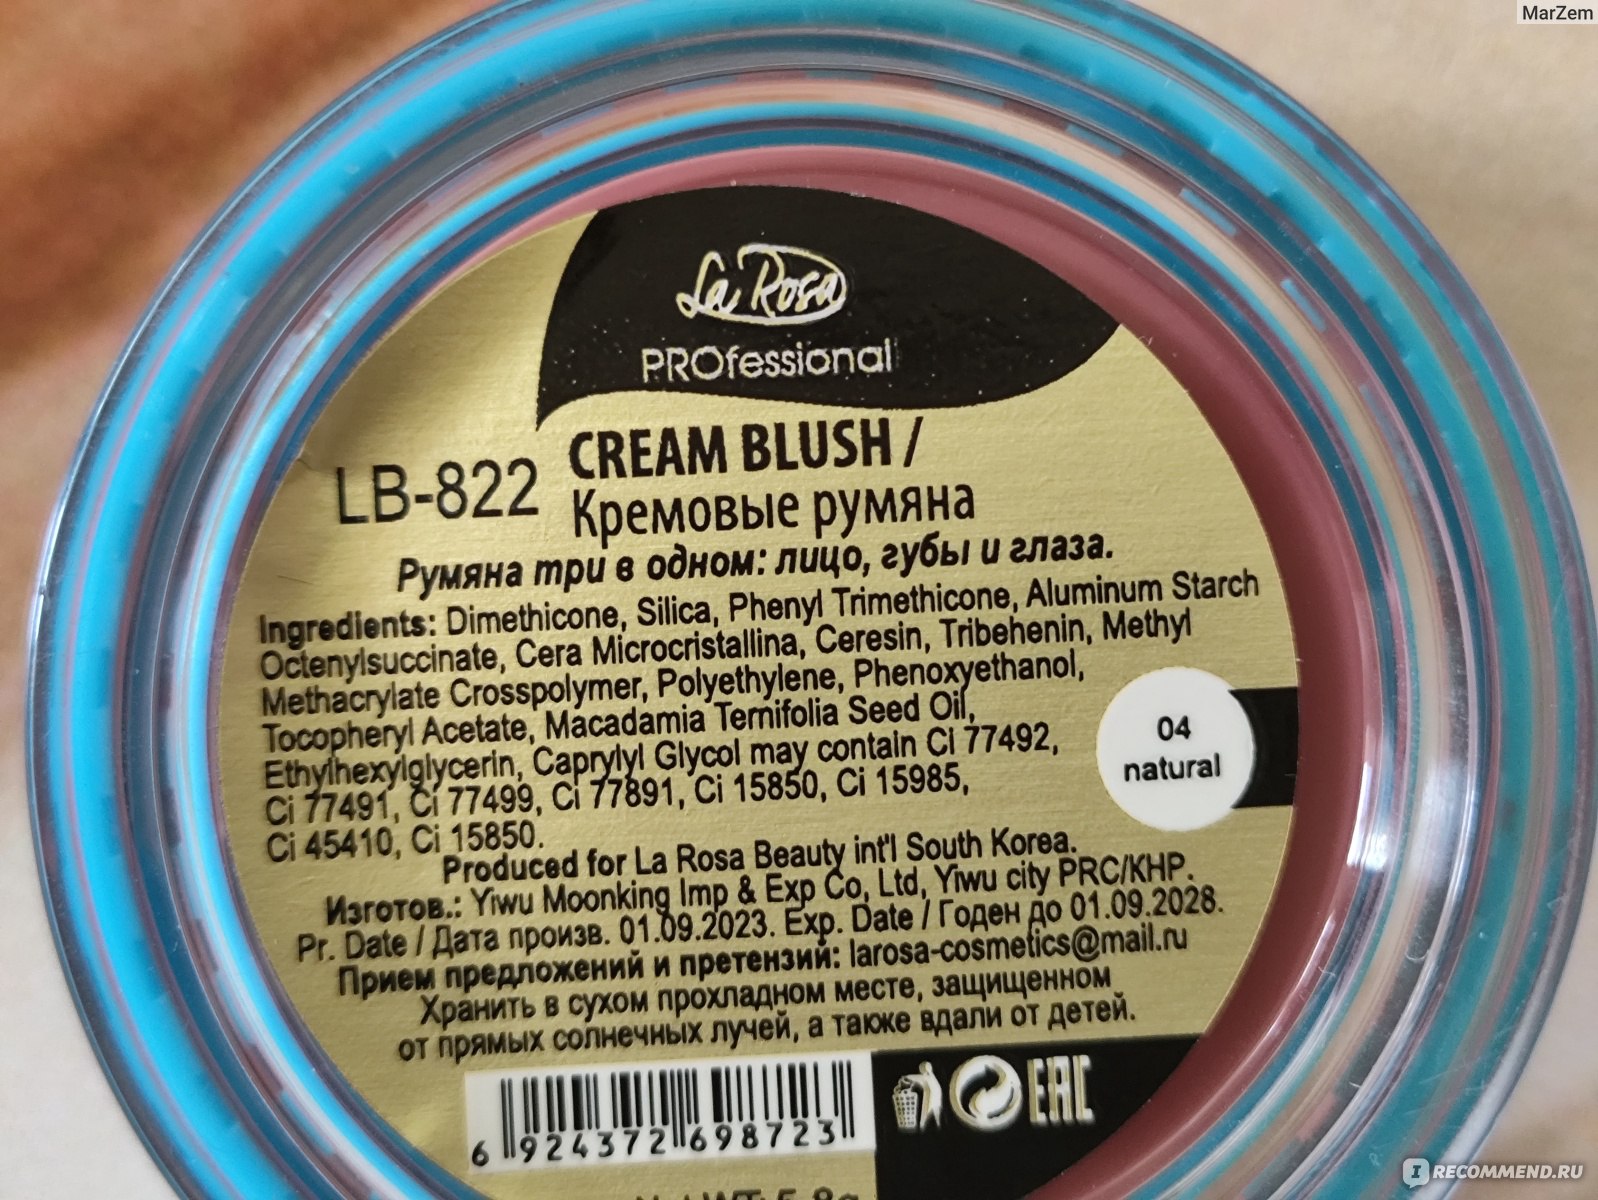 MarZem
La Rosa
PROfessional
LB-822
CREAM BLUSH /
Кремовые румяна
Румяна три в одном: лицо, губы и глаза.
Ingredients: Dimethicone, Silica, Phenyl Trimethicone, Aluminum Starch
Octenylsuccinate, Cera Microcristallina, Ceresin, Tribehenin, Methyl
Methacrylate Crosspolymer, Polyethylene, Phenoxyethanol,
Tocopheryl Acetate, Macadamia Ternifolia Seed Oil,
Ethylhexylglycerin, Caprylyl Glycol may contain Ci 77492,
Ci 77491, Ci 77499, Ci 77891, Ci 15850, Ci 15985,
Ci 45410, Ci 15850.
04
natural
Produced for La Rosa Beauty int'l South Korea.
Изготов.: Yiwu Moonking Imp & Exp Co, Ltd, Yiwu city PRC/КНР.
Pr. Date / Дата произв. 01.09.2023. Exp. Date / Годен до 01.09.2028.
Прием предложений и претензий: larosa-cosmetics@mail.ru
Хранить в сухом прохладном месте, защищенном
от прямых солнечных лучей, а также вдали от детей.
6 924372 698723
EAC
IRECOMMEND.RU